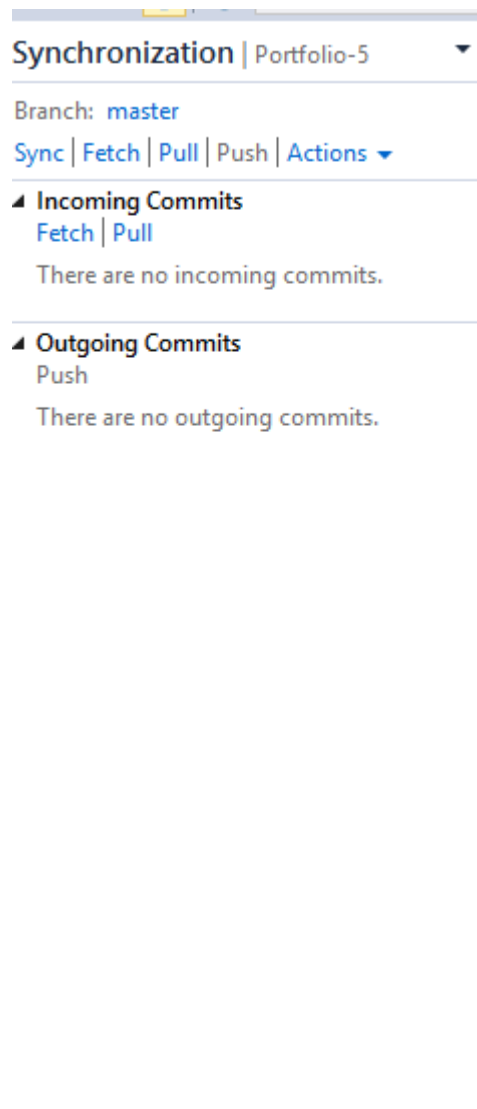 Synchronization | Portfolio-5
Branch: master
Sync | Fetch | Pull | Push | Actions
Incoming Commits
Fetch | Pull
There are no incoming commits.
Outgoing Commits
Push
There are no outgoing commits.